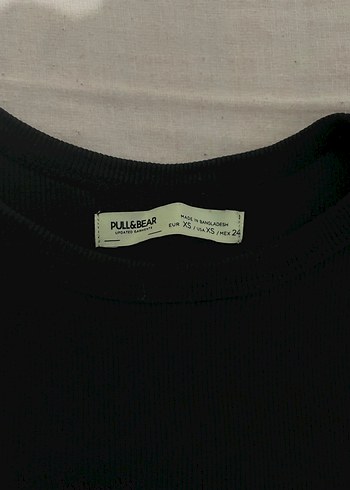 PULL&BEAR
UPDATED GARMENTS
MADE IN BANGLADESH
EUR XS / USA XS / MEX 24